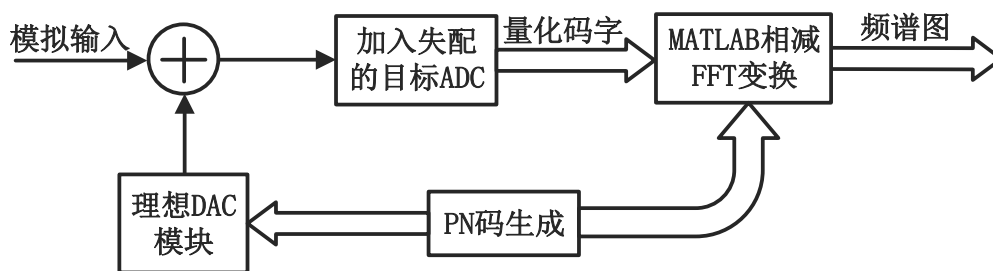 模拟输入
加入失配
的目标ADC
量化码字
MATLAB相减
FFT变换
频谱图
理想DAC
模块
PN码生成